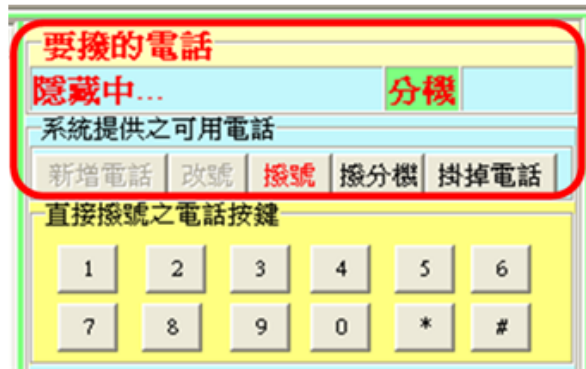 要撥的電話
隱藏中... 分機
系統提供之可用電話
新增電話 改號 撥號 撥分機 掛掉電話
直接撥號之電話按鍵
1 2 3 4 5 6
7 8 9 0 * #